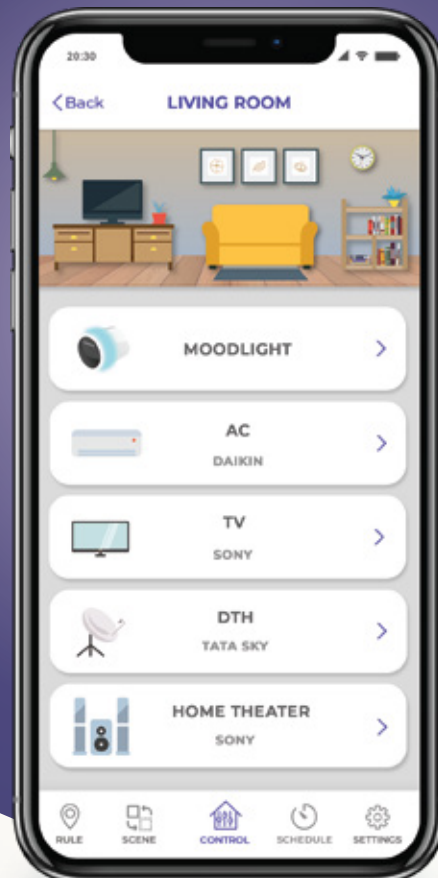 20:30
Back
LIVING ROOM
MOODLIGHT
AC
DAIKIN
TV
SONY
DTH
TATA SKY
HOME THEATER
SONY
RULE
SCENE
CONTROL
SCHEDULE
SETTINGS